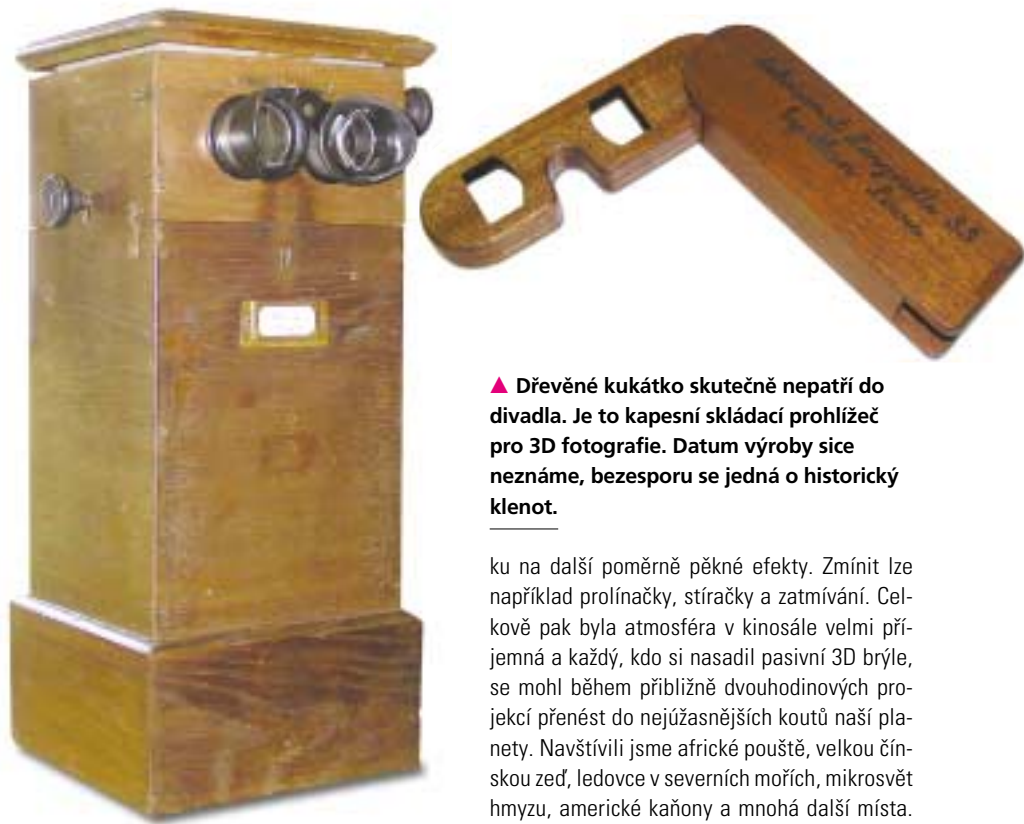 ▲ Dřevěné kukátko skutečně nepatří do
divadla. Je to kapesní skládací prohlížeč
pro 3D fotografie. Datum výroby sice
neznáme, bezesporu se jedná o historický
klenot.
ku na další poměrně pěkné efekty. Zmínit lze
například prolínačky, stíračky a zatmívání. Cel-
kově pak byla atmosféra v kinosále velmi pří-
jemná a každý, kdo si nasadil pasivní 3D brýle,
se mohl během přibližně dvouhodinových pro-
jekcí přenést do nejúžasnějších koutů naší pla-
nety. Navštívili jsme africké pouště, velkou čín-
skou zeď, ledovce v severních mořích, mikrosvět
hmyzu, americké kaňony a mnohá další místa.